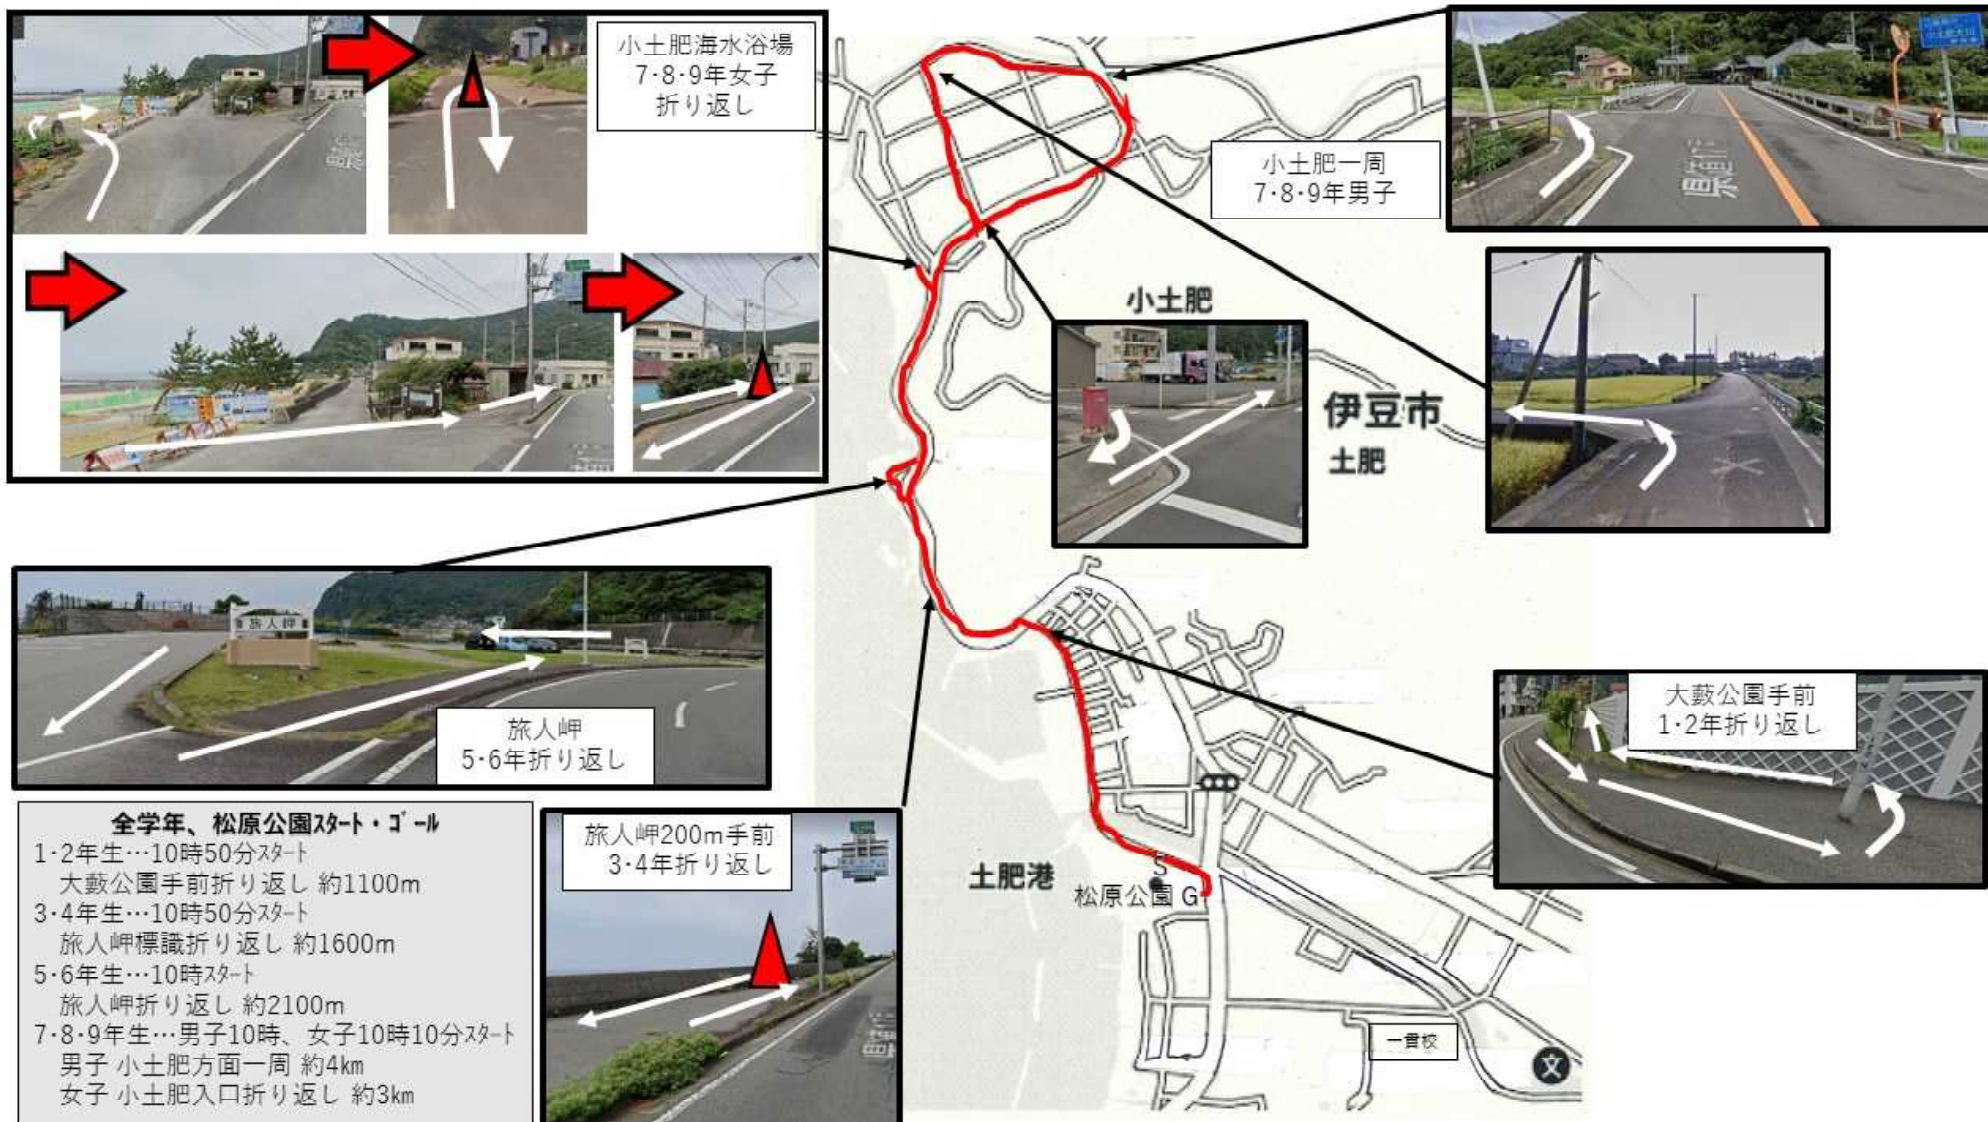 小土肥海水浴場
7･8･9年女子
折り返し
小土肥一周
7･8･9年男子
小土肥
伊豆市
土肥
旅人岬
旅人岬
5･6年折り返し
大藪公園手前
1･2年折り返し
旅人岬200m手前
3･4年折り返し
土肥港
S
松原公園 G
一貫校
文
全学年、松原公園ｽﾀｰﾄ・ｺﾞｰﾙ
1･2年生…10時50分ｽﾀｰﾄ
大藪公園手前折り返し 約1100m
3･4年生…10時50分ｽﾀｰﾄ
旅人岬標識折り返し 約1600m
5･6年生…10時ｽﾀｰﾄ
旅人岬折り返し 約2100m
7･8･9年生…男子10時、女子10時10分ｽﾀｰﾄ
男子 小土肥方面一周 約4km
女子 小土肥入口折り返し 約3km